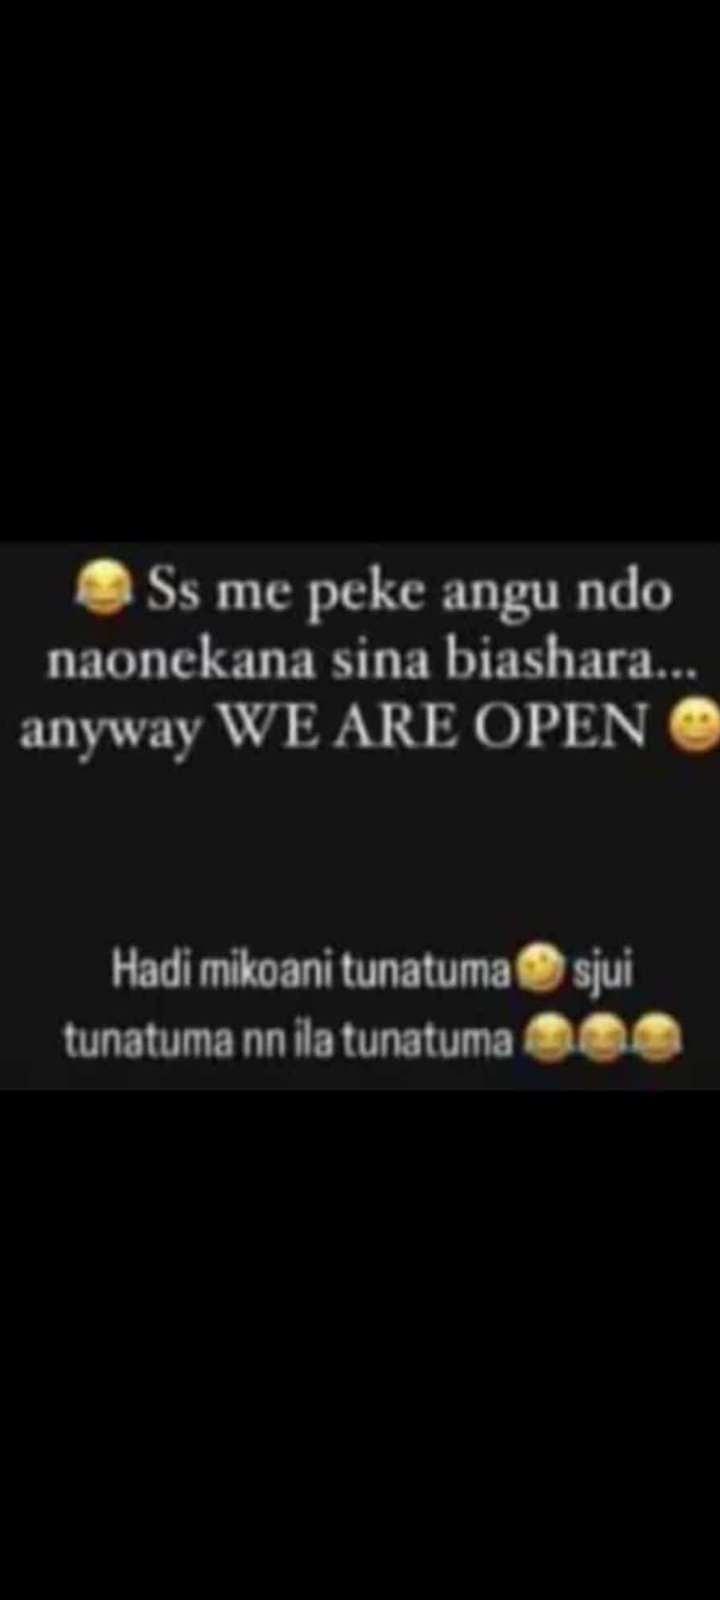 😂 Ss me peke angu ndo
naonekana sina biashara...
anyway WE ARE OPEN 😊
Hadi mikoani tunatuma🤣 sjui
tunatuma nn ila tunatuma 😂😂😂